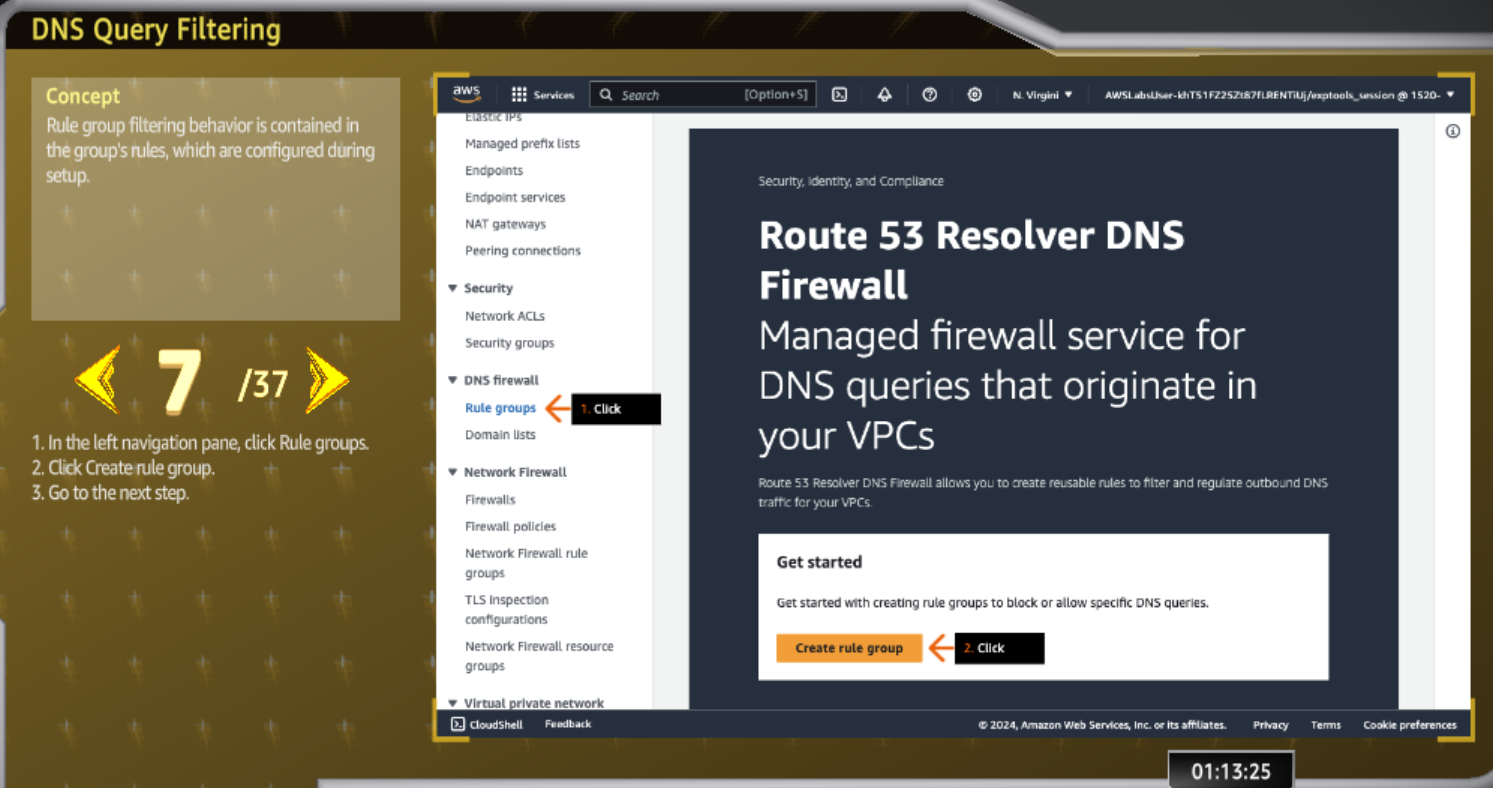 DNS Query Filtering
Concept
Rule group filtering behavior is contained in
the group's rules, which are configured during
setup.
7 /37
1. In the left navigation pane, click Rule groups.
2. Click Create rule group.
3. Go to the next step.
aws
Services
Search
[Option+S]
N. Virgini
Elastic IPs
Managed prefix lists
Endpoints
Endpoint services
NAT gateways
Peering connections
Security
Network ACLs
Security groups
DNS firewall
Rule groups
1. Click
Domain lists
Network Firewall
Firewalls
Firewall policies
Network Firewall rule
groups
TLS inspection
configurations
Network Firewall resource
groups
Virtual private network
Security, Identity, and Compliance
Route 53 Resolver DNS
Firewall
Managed firewall service for
DNS queries that originate in
your VPCs
Route 53 Resolver DNS Firewall allows you to create reusable rules to filter and regulate outbound DNS
traffic for your VPCs.
Get started
Get started with creating rule groups to block or allow specific DNS queries.
Create rule group
2. Click
CloudShell
Feedback
© 2024, Amazon Web Services, Inc. or its affiliates.
Privacy
Terms
Cookie preferences
01:13:25